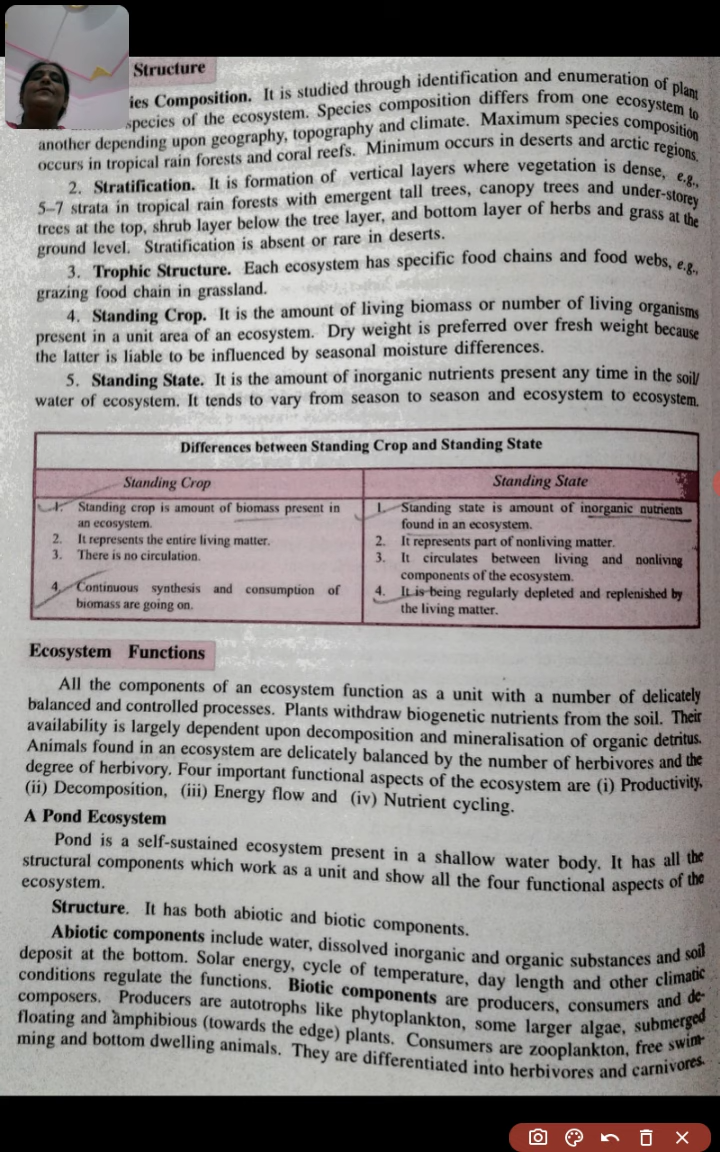 Structure
ies Composition. It is studied through identification and enumeration of plant
species of the ecosystem. Species composition differs from one ecosystem to
another depending upon geography, topography and climate. Maximum species composition
occurs in tropical rain forests and coral reefs. Minimum occurs in deserts and arctic regions.
2. Stratification. It is formation of vertical layers where vegetation is dense, e.g.,
5–7 strata in tropical rain forests with emergent tall trees, canopy trees and under-storey
trees at the top, shrub layer below the tree layer, and bottom layer of herbs and grass at the
ground level. Stratification is absent or rare in deserts.
3. Trophic Structure. Each ecosystem has specific food chains and food webs, e.g.,
grazing food chain in grassland.
4. Standing Crop. It is the amount of living biomass or number of living organisms
present in a unit area of an ecosystem. Dry weight is preferred over fresh weight because
the latter is liable to be influenced by seasonal moisture differences.
5. Standing State. It is the amount of inorganic nutrients present any time in the soil/
water of ecosystem. It tends to vary from season to season and ecosystem to ecosystem.
Differences between Standing Crop and Standing State
Standing Crop
1. Standing crop is amount of biomass present in
an ecosystem.
2. It represents the entire living matter.
3. There is no circulation.
4. Continuous synthesis and consumption of
biomass are going on.
Standing State
1. Standing state is amount of inorganic nutrients
found in an ecosystem.
2. It represents part of nonliving matter.
3. It circulates between living and nonliving
components of the ecosystem.
4. It is being regularly depleted and replenished by
the living matter.
Ecosystem Functions
All the components of an ecosystem function as a unit with a number of delicately
balanced and controlled processes. Plants withdraw biogenetic nutrients from the soil. Their
availability is largely dependent upon decomposition and mineralisation of organic detritus.
Animals found in an ecosystem are delicately balanced by the number of herbivores and the
degree of herbivory. Four important functional aspects of the ecosystem are (i) Productivity,
(ii) Decomposition, (iii) Energy flow and (iv) Nutrient cycling.
A Pond Ecosystem
Pond is a self-sustained ecosystem present in a shallow water body. It has all the
structural components which work as a unit and show all the four functional aspects of the
ecosystem.
Structure. It has both abiotic and biotic components.
Abiotic components include water, dissolved inorganic and organic substances and soil
deposit at the bottom. Solar energy, cycle of temperature, day length and other climatic
conditions regulate the functions. Biotic components are producers, consumers and de-
composers. Producers are autotrophs like phytoplankton, some larger algae, submerged
floating and amphibious (towards the edge) plants. Consumers are zooplankton, free swim-
ming and bottom dwelling animals. They are differentiated into herbivores and carnivores.